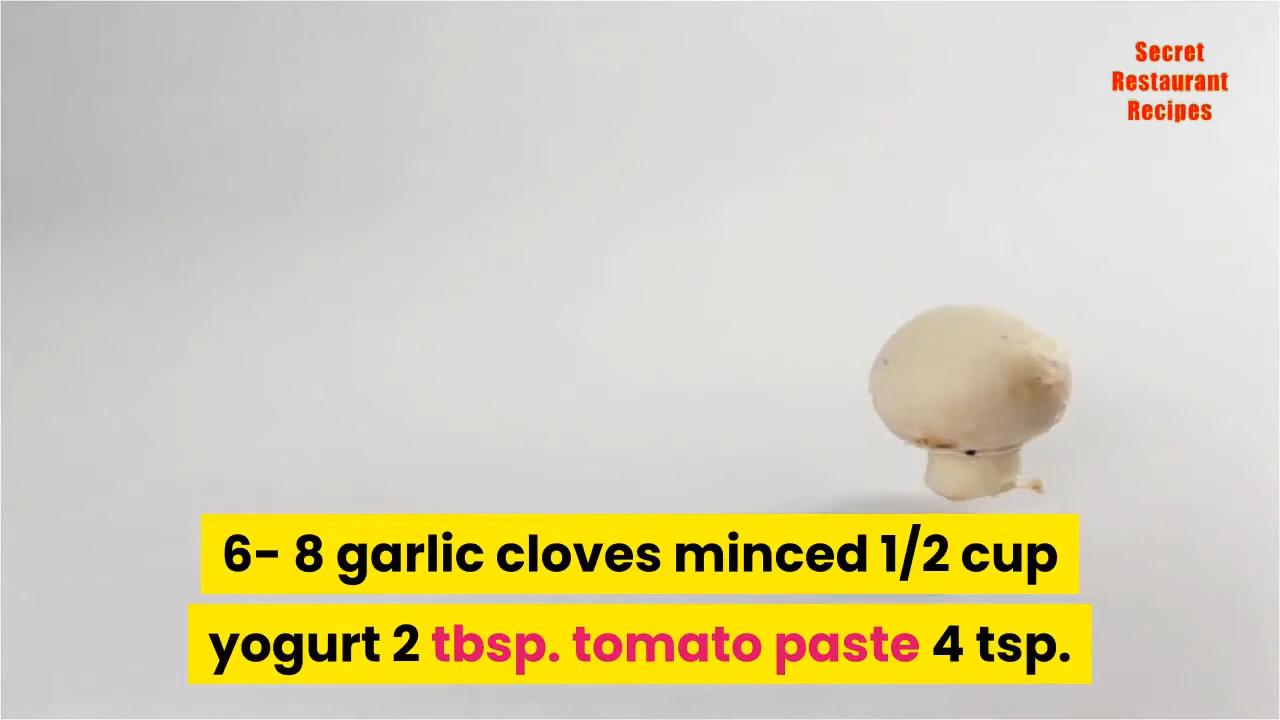 Secret
Restaurant
Recipes
6- 8 garlic cloves minced 1/2 cup
yogurt 2 tbsp. tomato paste 4 tsp.